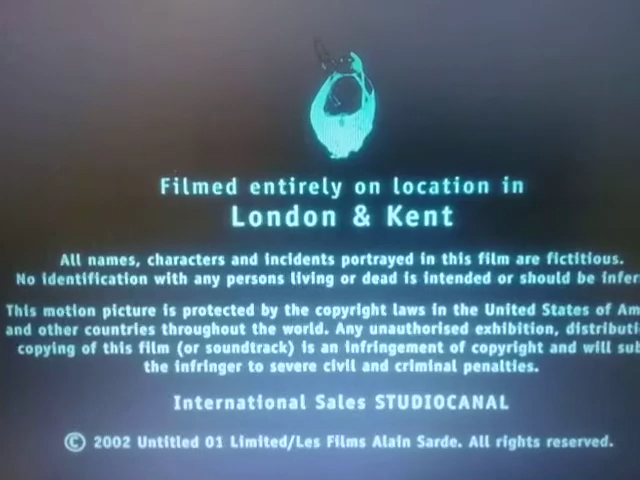 Filmed entirely on location in
London & Kent
All names, characters and incidents portrayed in this film are fictitious.
No identification with any persons living or dead is intended or should be
This motion picture is protected by the copyright laws in the United States of
and other countries throughout the world. Any unauthorised exhibition,
copying of this film (or soundtrack) is an infringement of copyright and will
the infringer to severe civil and criminal penalties.
International Sales STUDIOCANAL
© 2002 Untitled 01 Limited/Les Films Alain Sarde. All rights reserved.